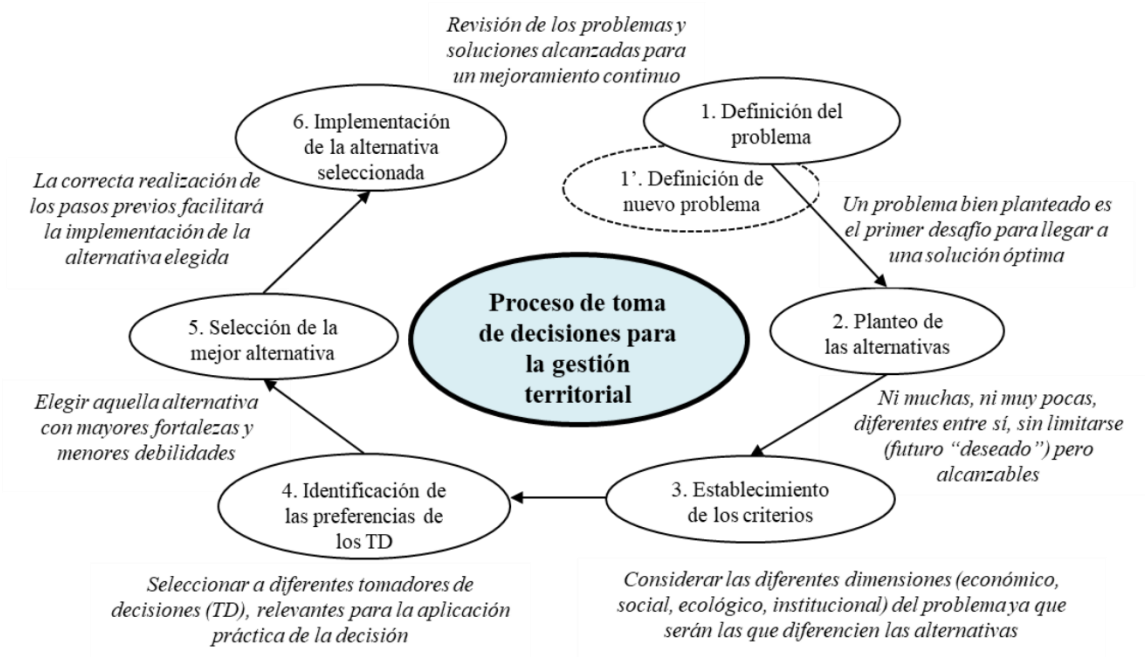 Revisión de los problemas y
soluciones alcanzadas para
un mejoramiento continuo
1. Definición del
problema
1’. Definición de
nuevo problema
Un problema bien planteado es
el primer desafío para llegar a
una solución óptima
2. Planteo de
las alternativas
Ni muchas, ni muy pocas,
diferentes entre sí, sin limitarse
(futuro “deseado”) pero
alcanzables
3. Establecimiento
de los criterios
Considerar las diferentes dimensiones (económico,
social, ecológico, institucional) del problema ya que
serán las que diferencien las alternativas
4. Identificación de
las preferencias de
los TD
Seleccionar a diferentes tomadores de
decisiones (TD), relevantes para la aplicación
práctica de la decisión
5. Selección de la
mejor alternativa
Elegir aquella alternativa
con mayores fortalezas y
menores debilidades
6. Implementación
de la alternativa
seleccionada
La correcta realización de
los pasos previos facilitará
la implementación de la
alternativa elegida
Proceso de toma
de decisiones para
la gestión
territorial